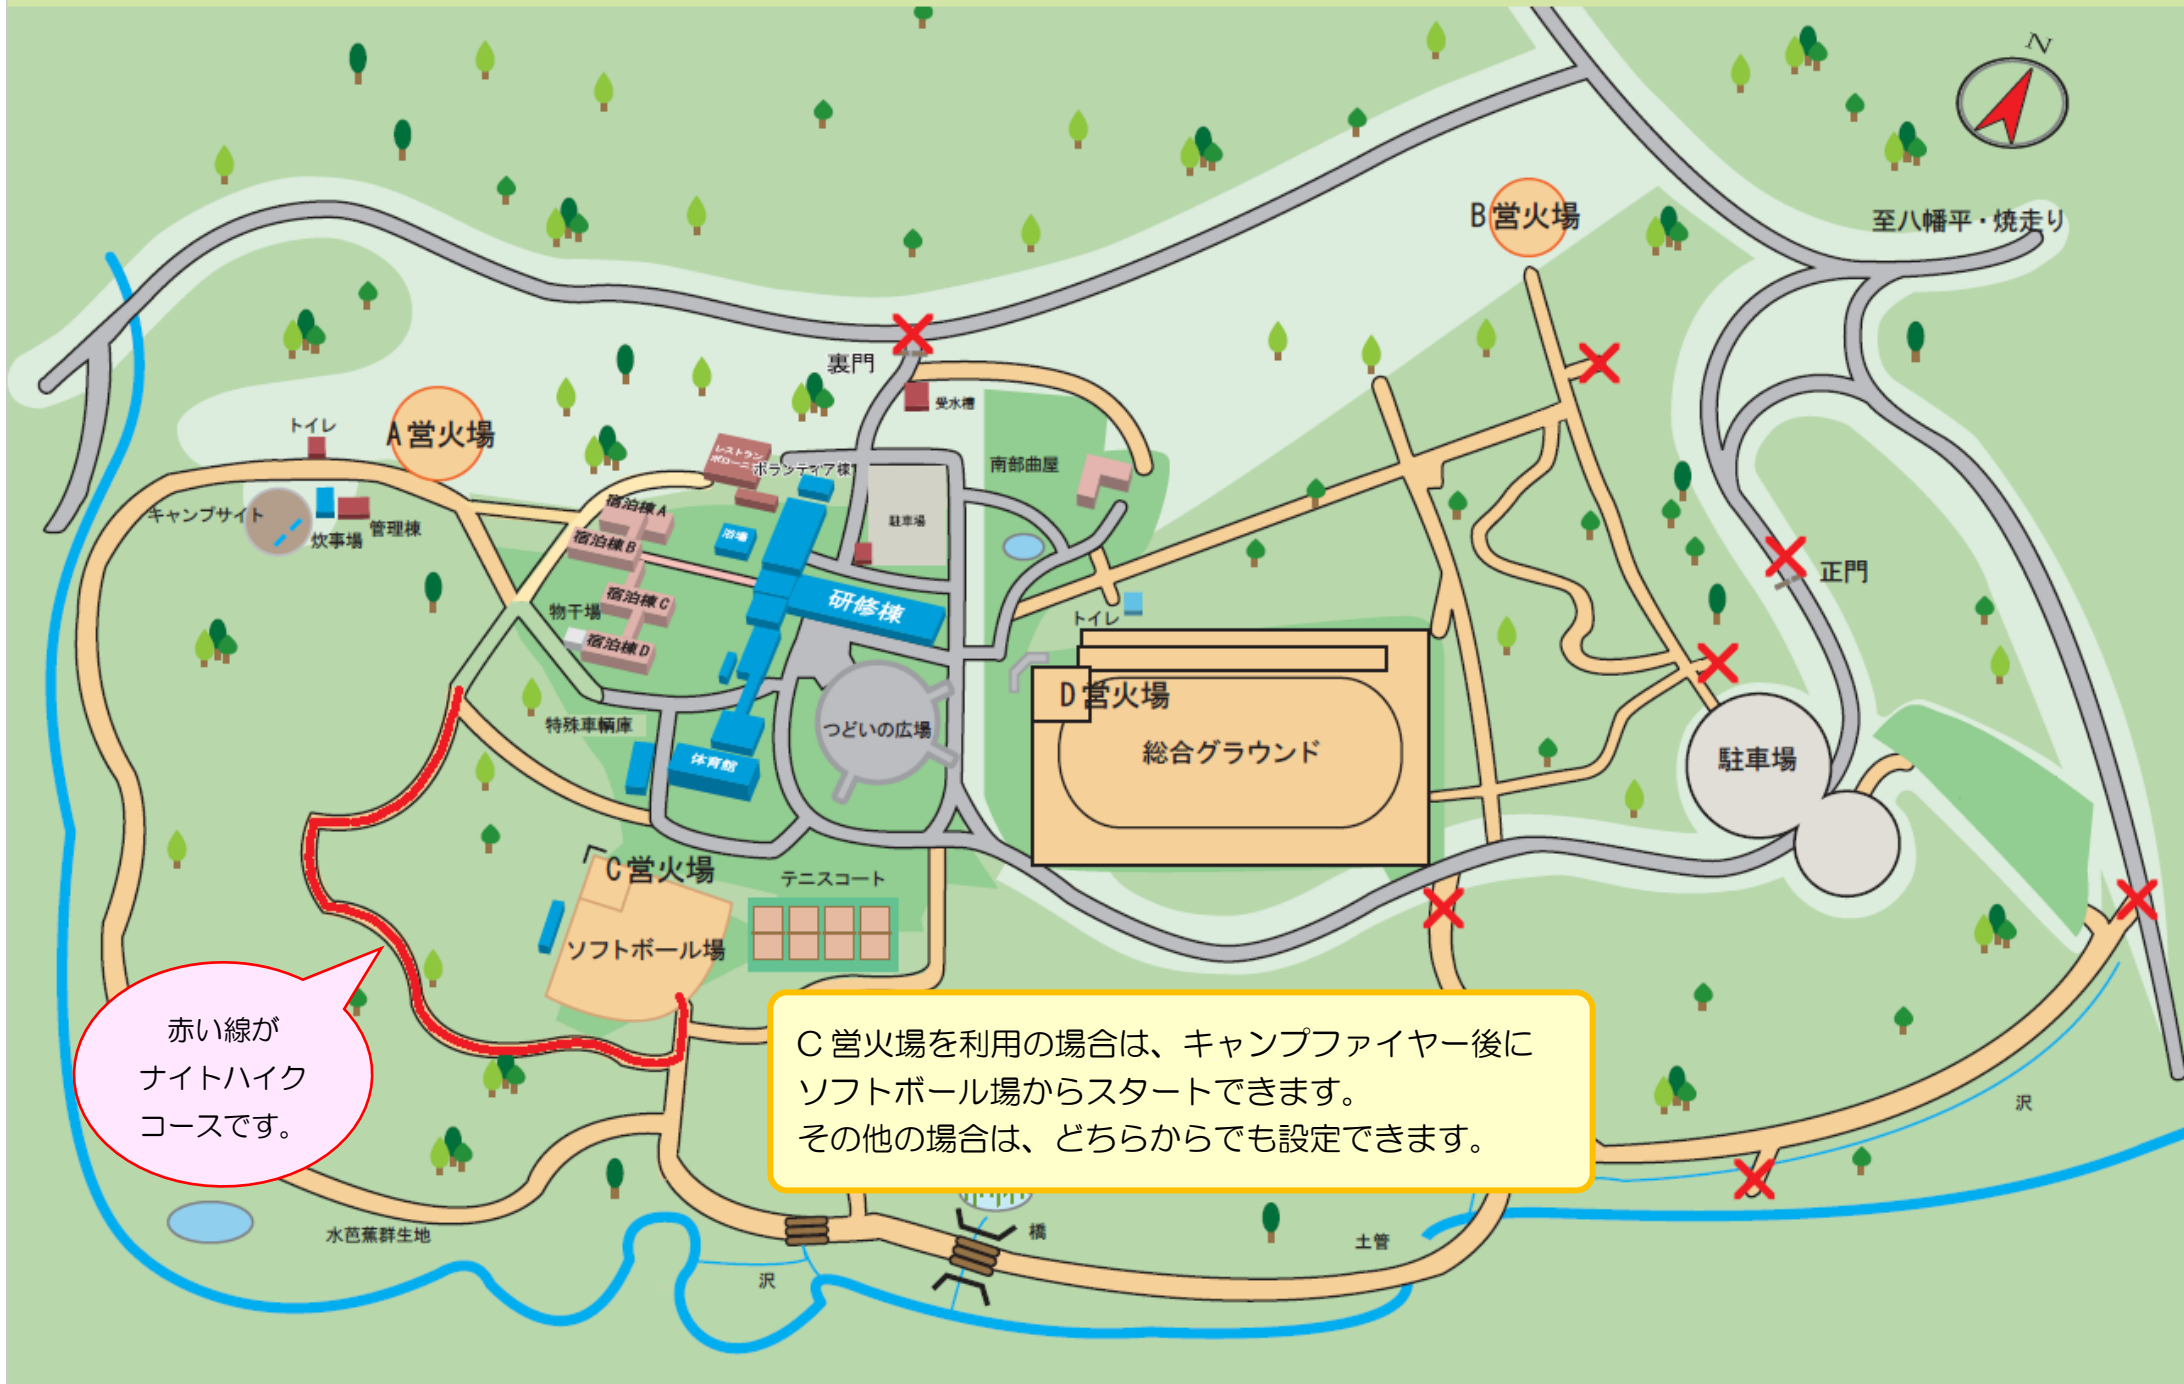 N
B営火場
至八幡平・焼走り
裏門
受水槽
トイレ
A営火場
レストラン
ボランティア棟
南部曲屋
キャンプサイト
炊事場
管理棟
宿泊棟A
宿泊棟B
浴場
駐車場
正門
物干場
宿泊棟C
研修棟
トイレ
宿泊棟D
D営火場
特殊車輌庫
つどいの広場
総合グラウンド
駐車場
体育館
C営火場
テニスコート
ソフトボール場
赤い線が
ナイトハイク
コースです。
C営火場を利用の場合は、キャンプファイヤー後に
ソフトボール場からスタートできます。
その他の場合は、どちらからでも設定できます。
沢
水芭蕉群生地
橋
土管
沢